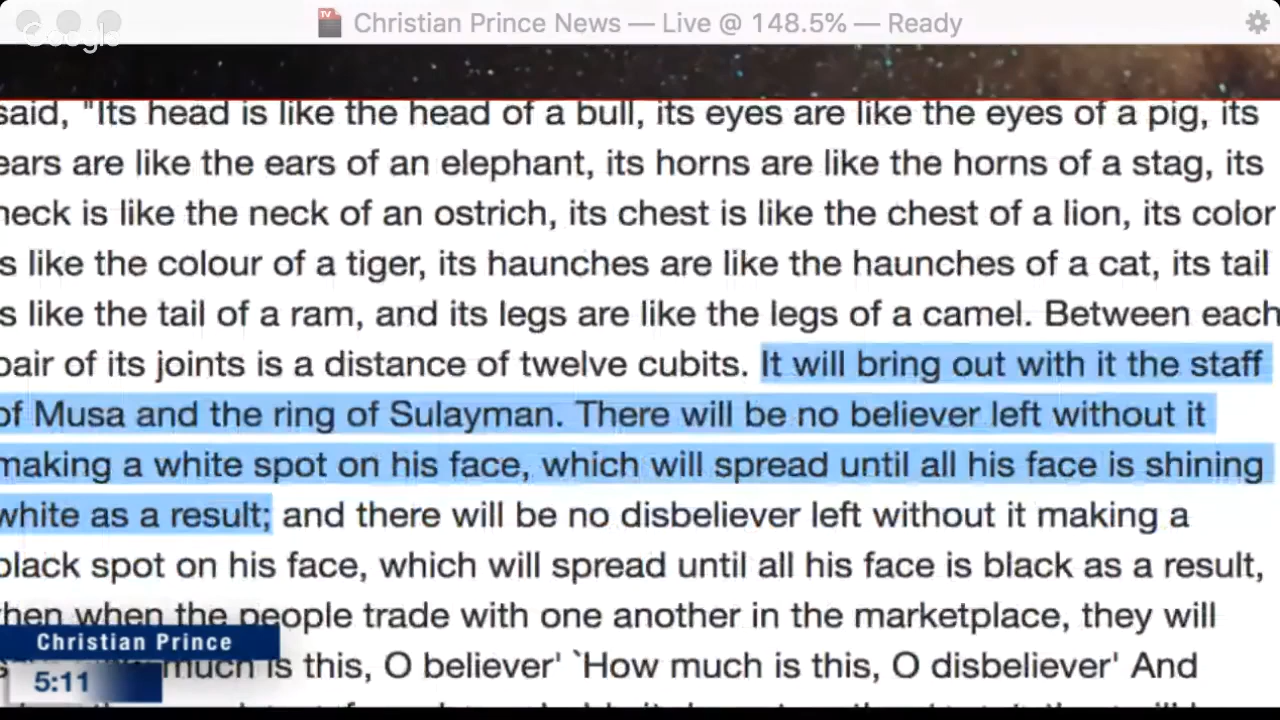 Christian Prince News — Live @ 148.5% — Ready
Google
said, "Its head is like the head of a bull, its eyes are like the eyes of a pig, its
ears are like the ears of an elephant, its horns are like the horns of a stag, its
neck is like the neck of an ostrich, its chest is like the chest of a lion, its color
is like the colour of a tiger, its haunches are like the haunches of a cat, its tail
is like the tail of a ram, and its legs are like the legs of a camel. Between each
pair of its joints is a distance of twelve cubits. It will bring out with it the staff
of Musa and the ring of Sulayman. There will be no believer left without it
making a white spot on his face, which will spread until all his face is shining
white as a result; and there will be no disbeliever left without it making a
black spot on his face, which will spread until all his face is black as a result,
then when the people trade with one another in the marketplace, they will
much is this, O believer' `How much is this, O disbeliever' And
Christian Prince
5:11